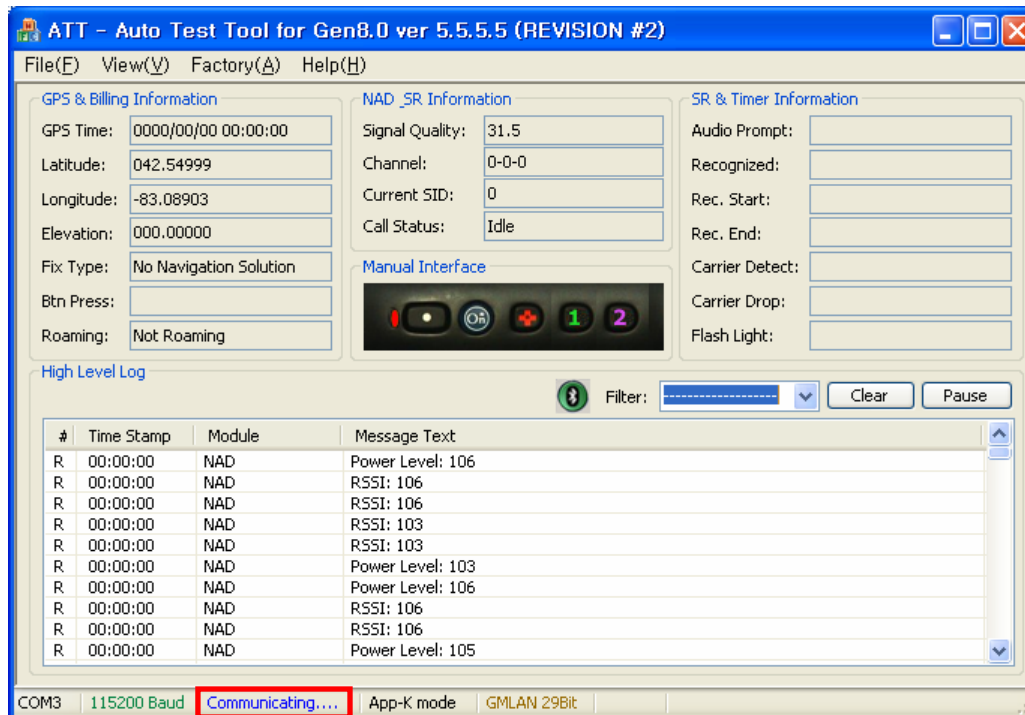 ATT - Auto Test Tool for Gen8.0 ver 5.5.5.5 (REVISION #2)
File(F) View(V) Factory(A) Help(H)
GPS & Billing Information
GPS Time: 0000/00/00 00:00:00
Latitude: 042.54999
Longitude: -83.08903
Elevation: 000.00000
Fix Type: No Navigation Solution
Btn Press:
Roaming: Not Roaming
NAD _SR Information
Signal Quality: 31.5
Channel: 0-0-0
Current SID: 0
Call Status: Idle
Manual Interface
On 1 2
SR & Timer Information
Audio Prompt:
Recognized:
Rec. Start:
Rec. End:
Carrier Detect:
Carrier Drop:
Flash Light:
High Level Log
Filter: ------------------- Clear Pause
# Time Stamp Module Message Text
R 00:00:00 NAD Power Level: 106
R 00:00:00 NAD RSSI: 106
R 00:00:00 NAD RSSI: 106
R 00:00:00 NAD RSSI: 103
R 00:00:00 NAD RSSI: 103
R 00:00:00 NAD Power Level: 103
R 00:00:00 NAD Power Level: 106
R 00:00:00 NAD RSSI: 106
R 00:00:00 NAD RSSI: 106
R 00:00:00 NAD Power Level: 105
COM3 115200 Baud Communicating.... App-K mode GMLAN 29Bit